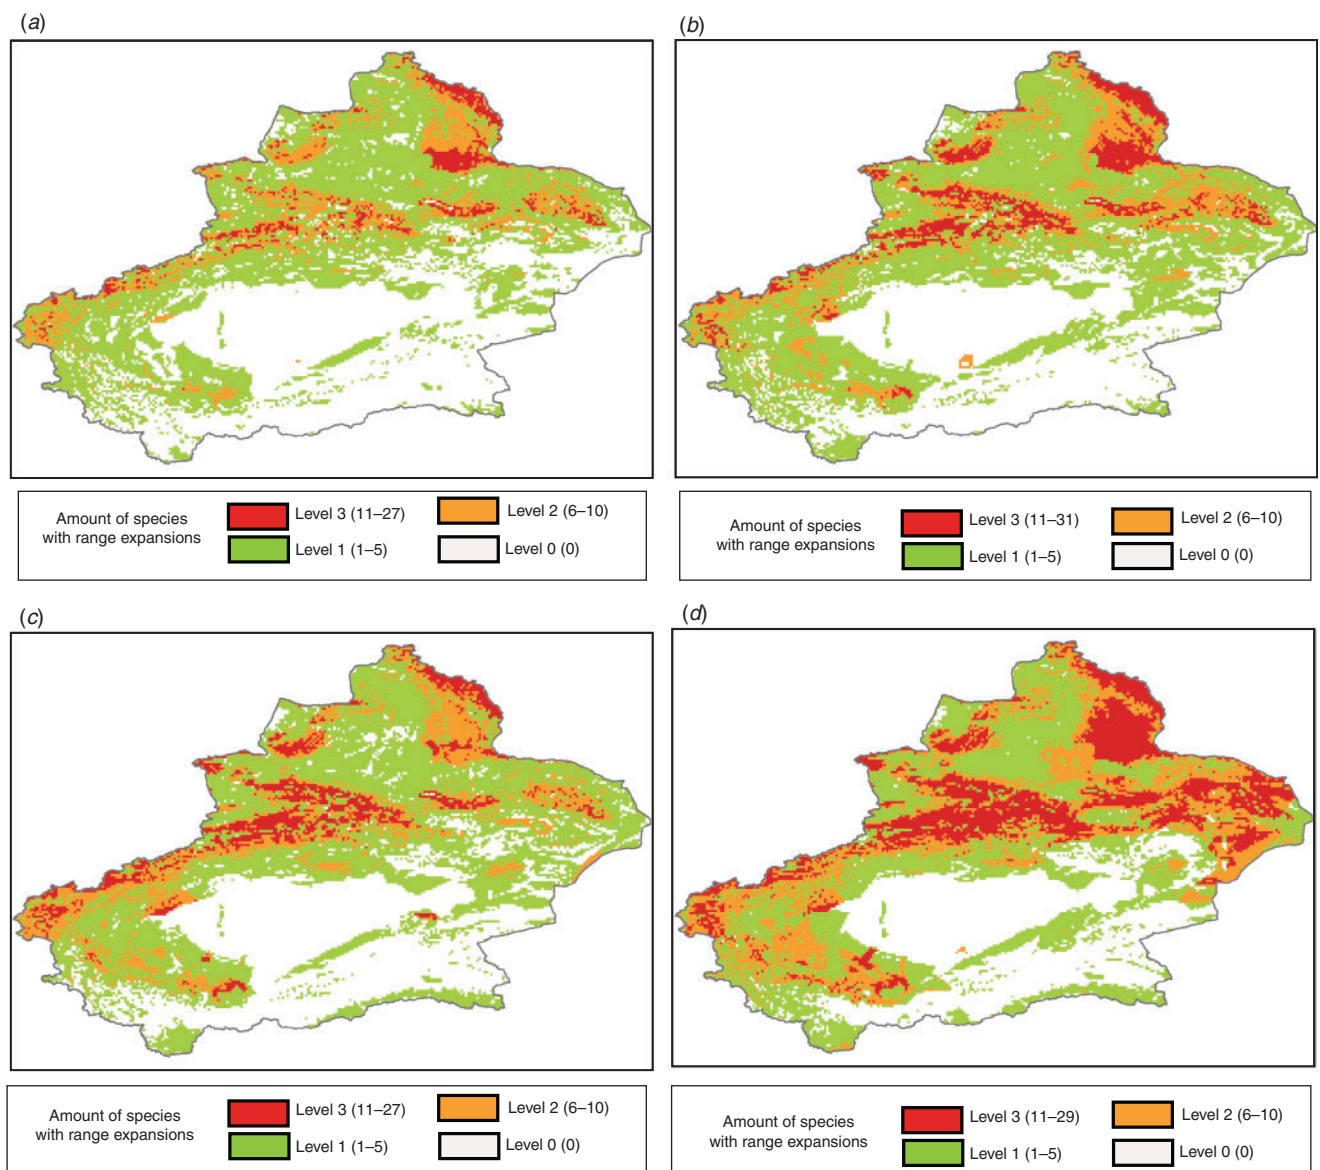 (a)
Amount of species
with range expansions
Level 3 (11–27)
Level 2 (6–10)
Level 1 (1–5)
Level 0 (0)
(b)
Amount of species
with range expansions
Level 3 (11–31)
Level 2 (6–10)
Level 1 (1–5)
Level 0 (0)
(c)
Amount of species
with range expansions
Level 3 (11–27)
Level 2 (6–10)
Level 1 (1–5)
Level 0 (0)
(d)
Amount of species
with range expansions
Level 3 (11–29)
Level 2 (6–10)
Level 1 (1–5)
Level 0 (0)